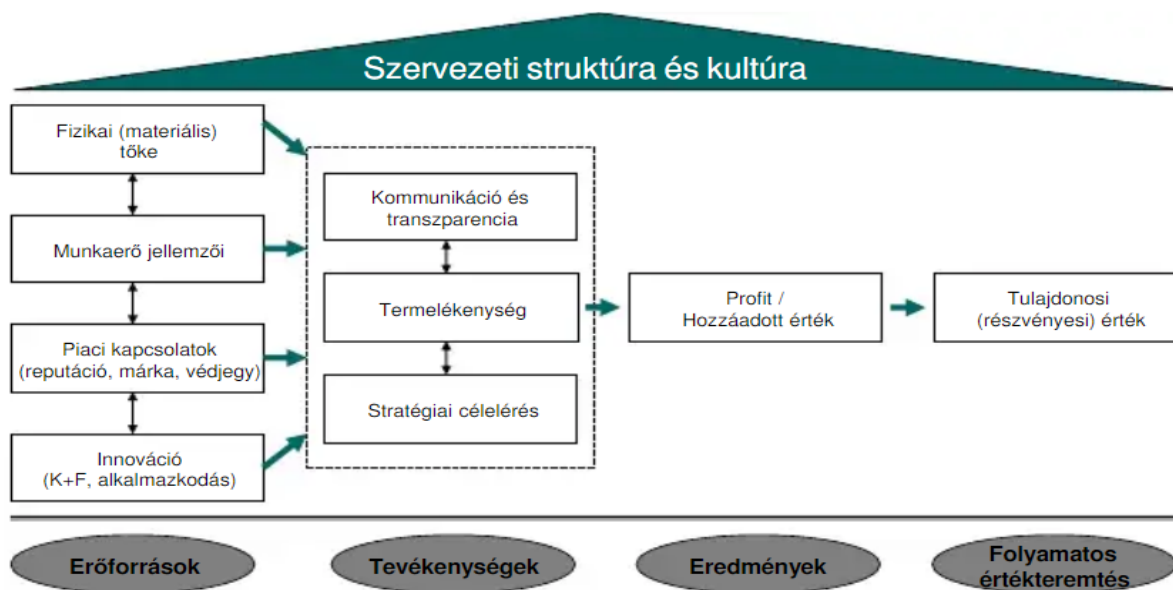 Szervezeti struktúra és kultúra
Fizikai (materiális)
tőke
Munkaerő jellemzői
Piaci kapcsolatok
(reputáció, márka, védjegy)
Innováció
(K+F, alkalmazkodás)
Kommunikáció és
transzparencia
Termelékenység
Stratégiai célelérés
Profit /
Hozzáadott érték
Tulajdonosi
(részvényesi) érték
Erőforrások
Tevékenységek
Eredmények
Folyamatos
értékteremtés